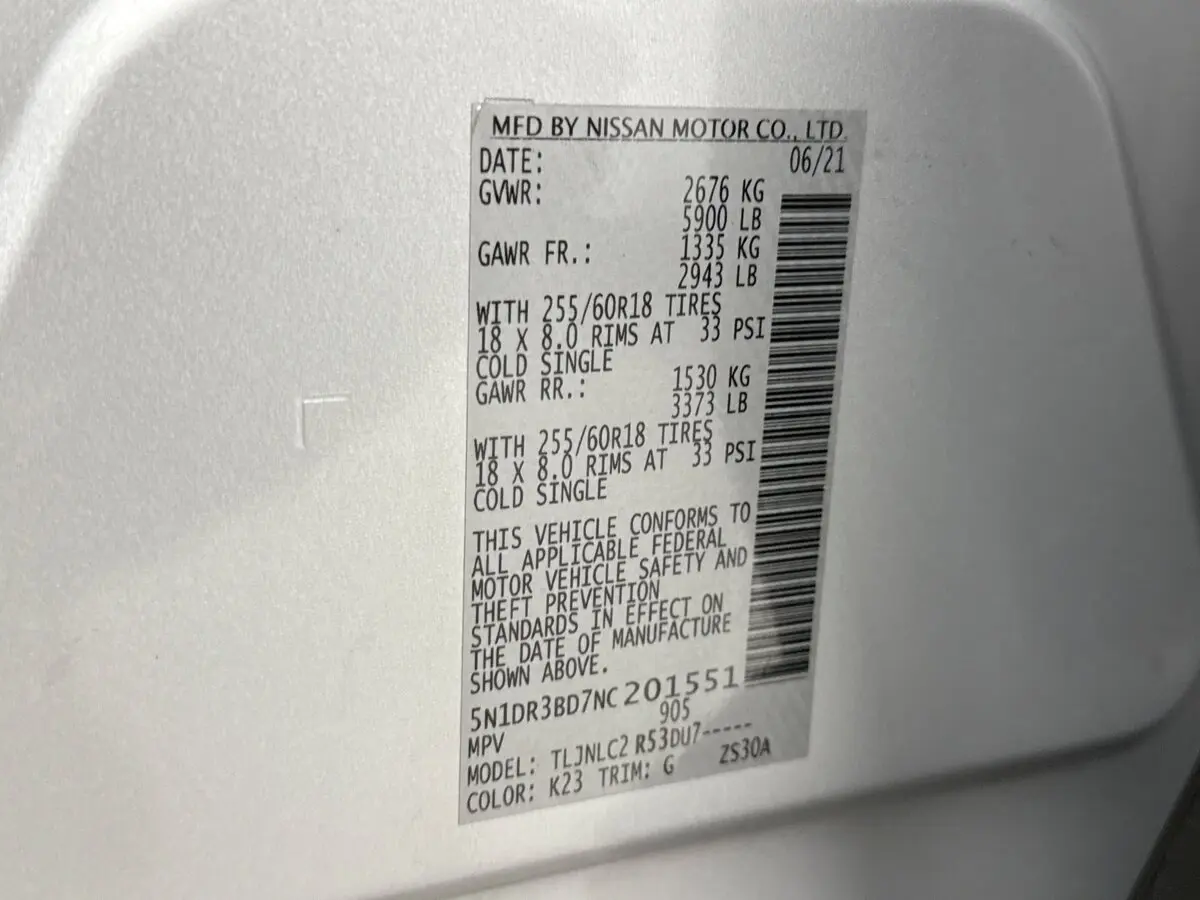 MFD BY NISSAN MOTOR CO., LTD.
DATE: 06/21
GVWR: 2676 KG
5900 LB
GAWR FR.: 1335 KG
2943 LB
WITH 255/60R18 TIRES
18 X 8.0 RIMS AT 33 PSI
COLD SINGLE
GAWR RR.: 1530 KG
3373 LB
WITH 255/60R18 TIRES
18 X 8.0 RIMS AT 33 PSI
COLD SINGLE
THIS VEHICLE CONFORMS TO
ALL APPLICABLE FEDERAL
MOTOR VEHICLE SAFETY AND
THEFT PREVENTION
STANDARDS IN EFFECT ON
THE DATE OF MANUFACTURE
SHOWN ABOVE.
5N1DR3BD7NC201551
MPV 905
MODEL: TLJNLC2 R53DU7-----
COLOR: K23 TRIM: G ZS30A